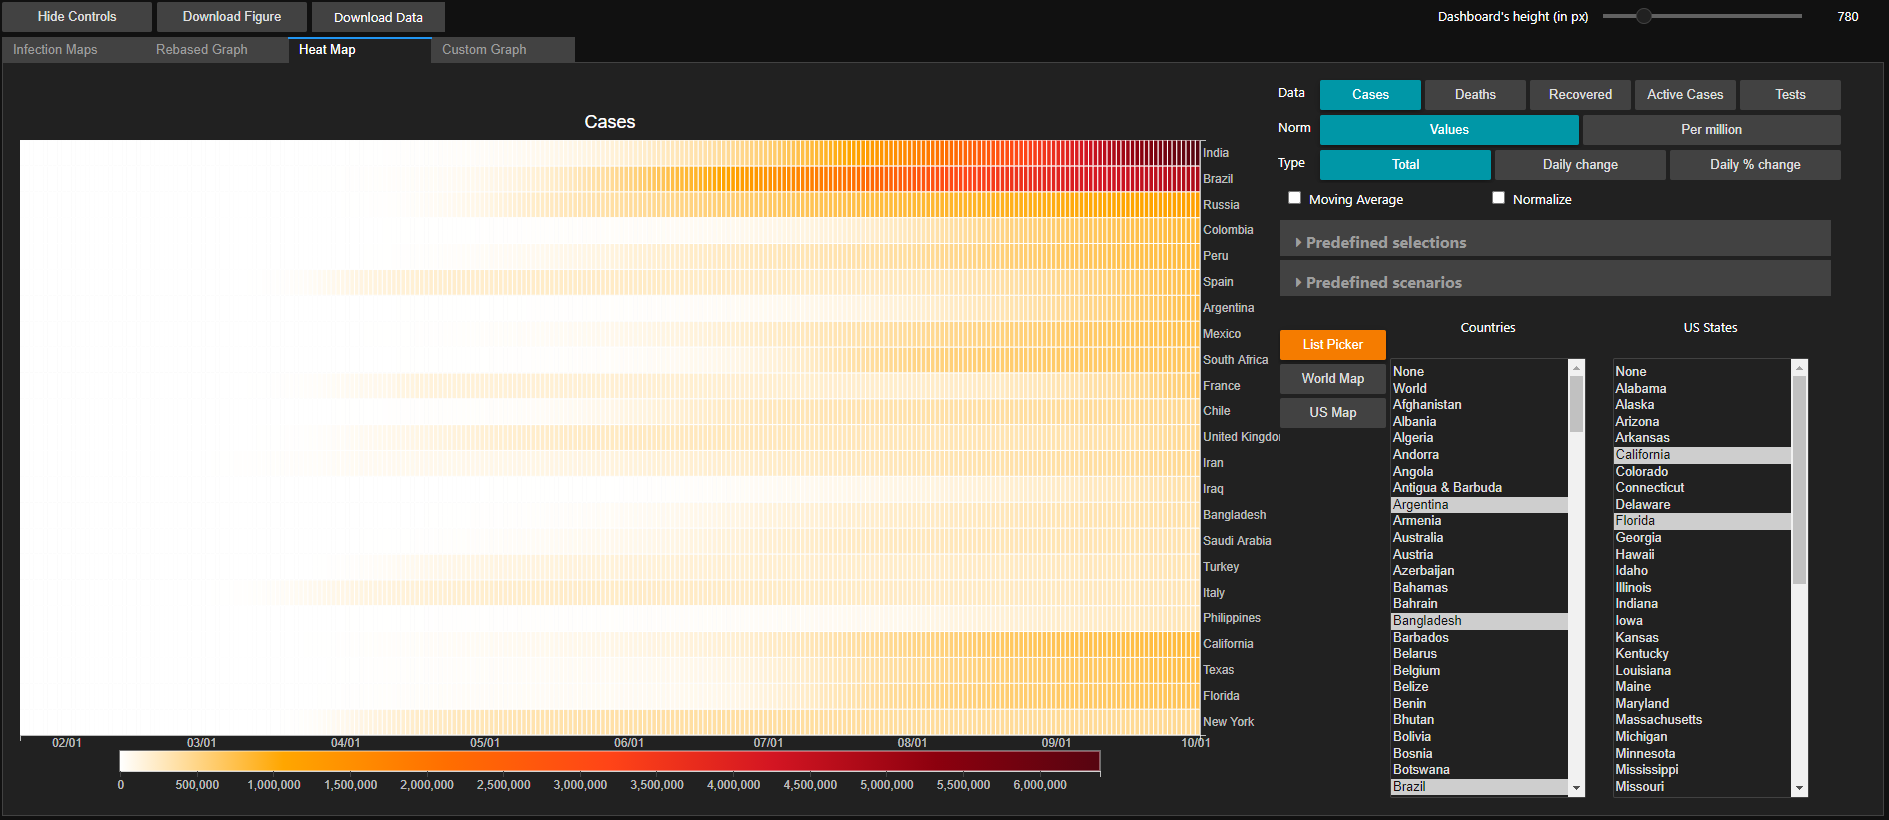 Hide Controls
Download Figure
Download Data
Dashboard's height (in px)
780
Infection Maps
Rebased Graph
Heat Map
Custom Graph
Cases
India
Brazil
Russia
Colombia
Peru
Spain
Argentina
Mexico
South Africa
France
Chile
United Kingdo
Iran
Iraq
Bangladesh
Saudi Arabia
Turkey
Italy
Philippines
California
Texas
Florida
New York
02/01
03/01
04/01
05/01
06/01
07/01
08/01
09/01
10/01
0
500,000
1,000,000
1,500,000
2,000,000
2,500,000
3,000,000
3,500,000
4,000,000
4,500,000
5,000,000
5,500,000
6,000,000
Data
Cases
Deaths
Recovered
Active Cases
Tests
Norm
Values
Per million
Type
Total
Daily change
Daily % change
Moving Average
Normalize
Predefined selections
Predefined scenarios
List Picker
World Map
US Map
Countries
None
World
Afghanistan
Albania
Algeria
Andorra
Angola
Antigua & Barbuda
Argentina
Armenia
Australia
Austria
Azerbaijan
Bahamas
Bahrain
Bangladesh
Barbados
Belarus
Belgium
Belize
Benin
Bhutan
Bolivia
Bosnia
Botswana
Brazil
US States
None
Alabama
Alaska
Arizona
Arkansas
California
Colorado
Connecticut
Delaware
Florida
Georgia
Hawaii
Idaho
Illinois
Indiana
Iowa
Kansas
Kentucky
Louisiana
Maine
Maryland
Massachusetts
Michigan
Minnesota
Mississippi
Missouri